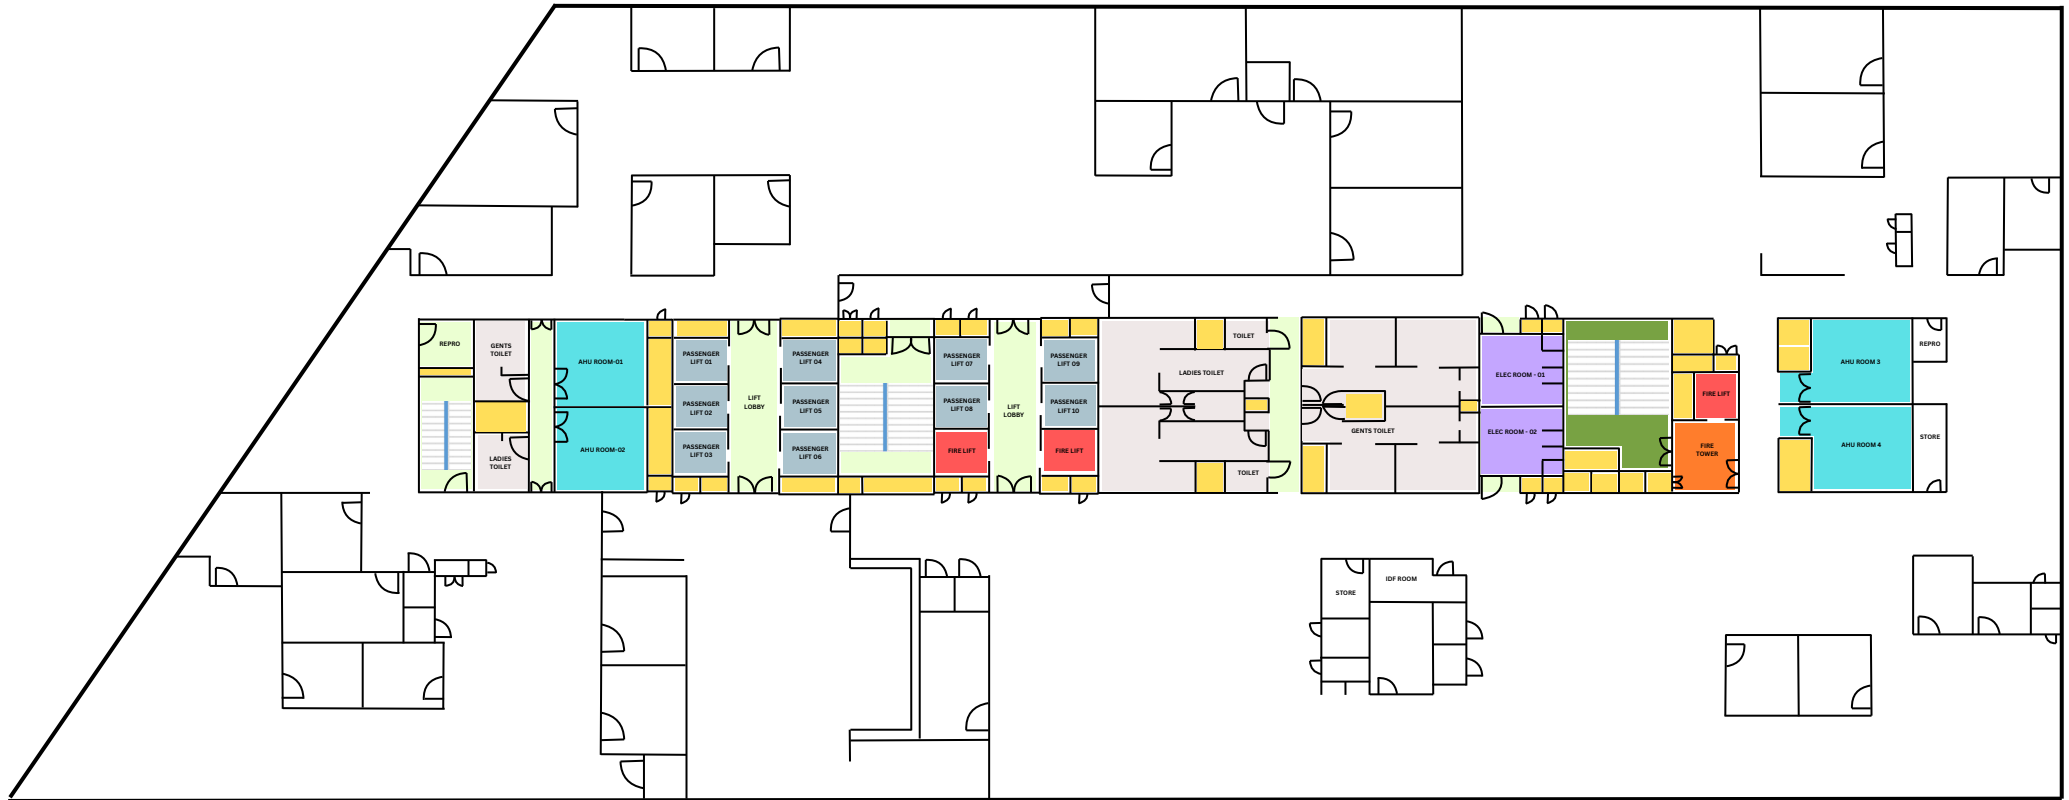 REPRO
GENTS
TOILET
LADIES
TOILET
AHU ROOM-01
AHU ROOM-02
PASSENGER
LIFT 01
PASSENGER
LIFT 02
PASSENGER
LIFT 03
LIFT
LOBBY
PASSENGER
LIFT 04
PASSENGER
LIFT 05
PASSENGER
LIFT 06
PASSENGER
LIFT 07
PASSENGER
LIFT 08
FIRE LIFT
LIFT
LOBBY
PASSENGER
LIFT 09
PASSENGER
LIFT 10
FIRE LIFT
LADIES TOILET
TOILET
TOILET
GENTS TOILET
ELEC ROOM - 01
ELEC ROOM - 02
FIRE LIFT
FIRE
TOWER
AHU ROOM 3
AHU ROOM 4
REPRO
STORE
STORE
IDF ROOM